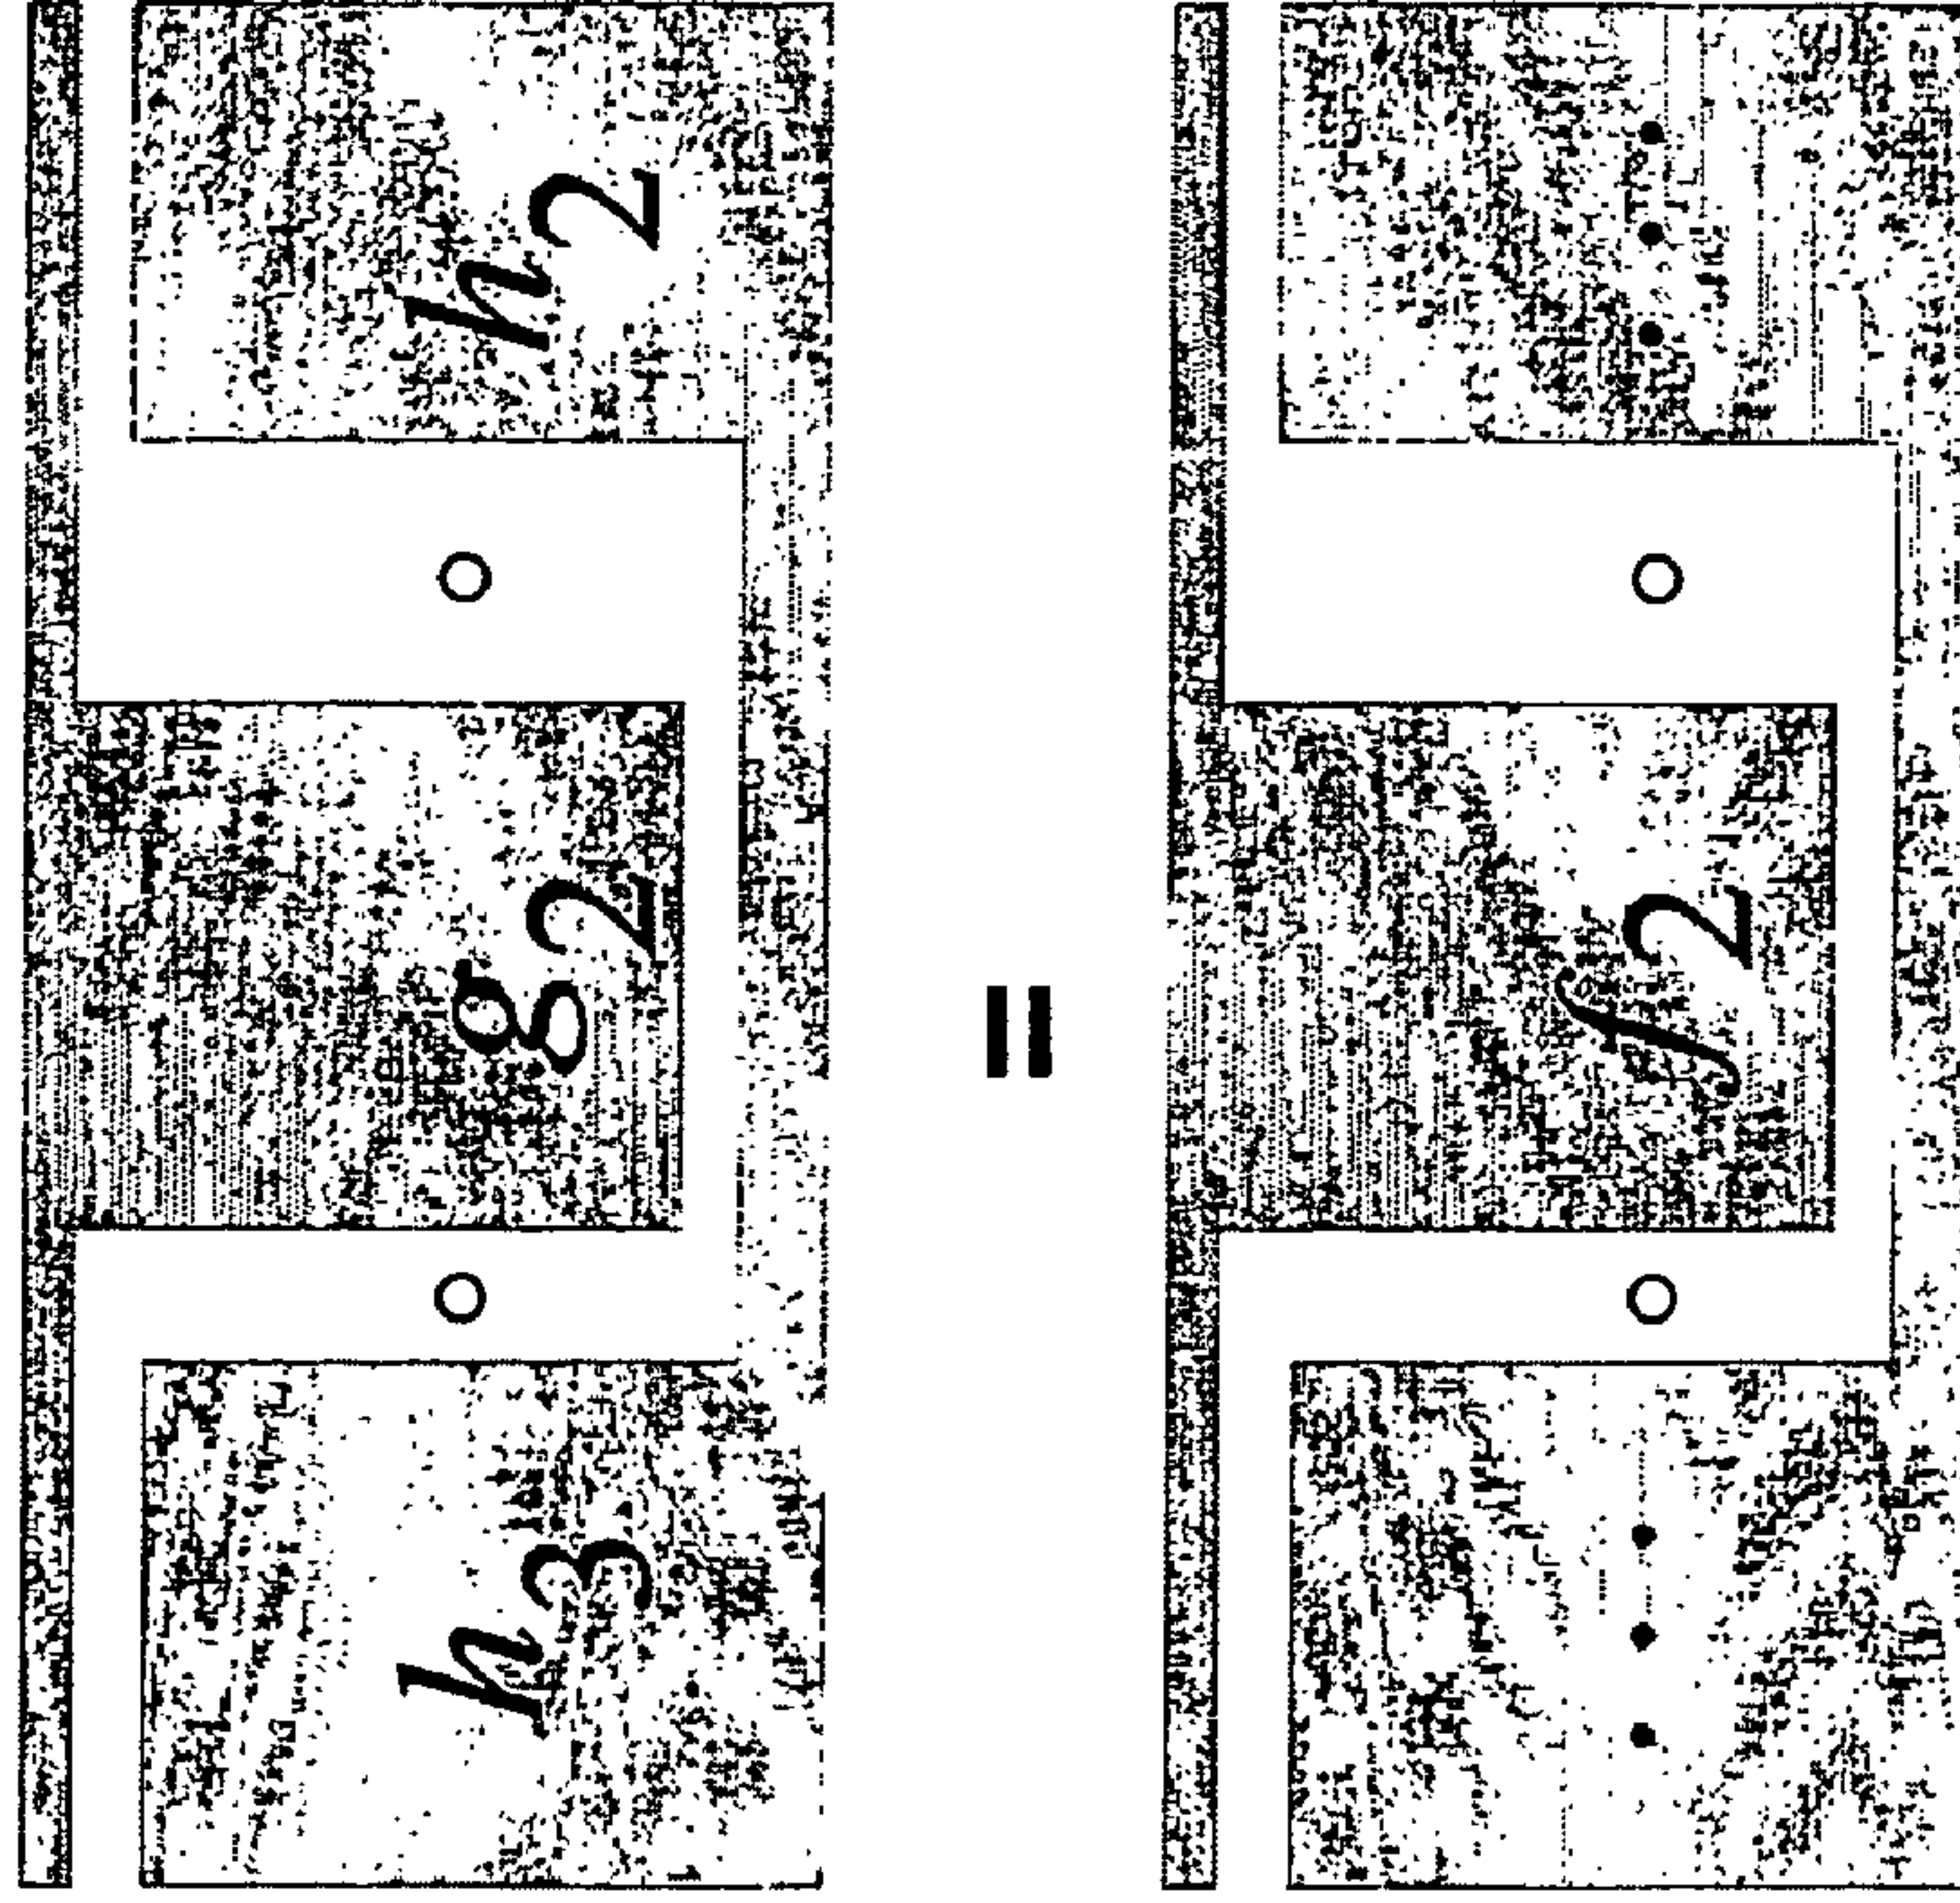 h₃ ○ g₂ ○ h₂
=
... ○ f₂ ○ ...